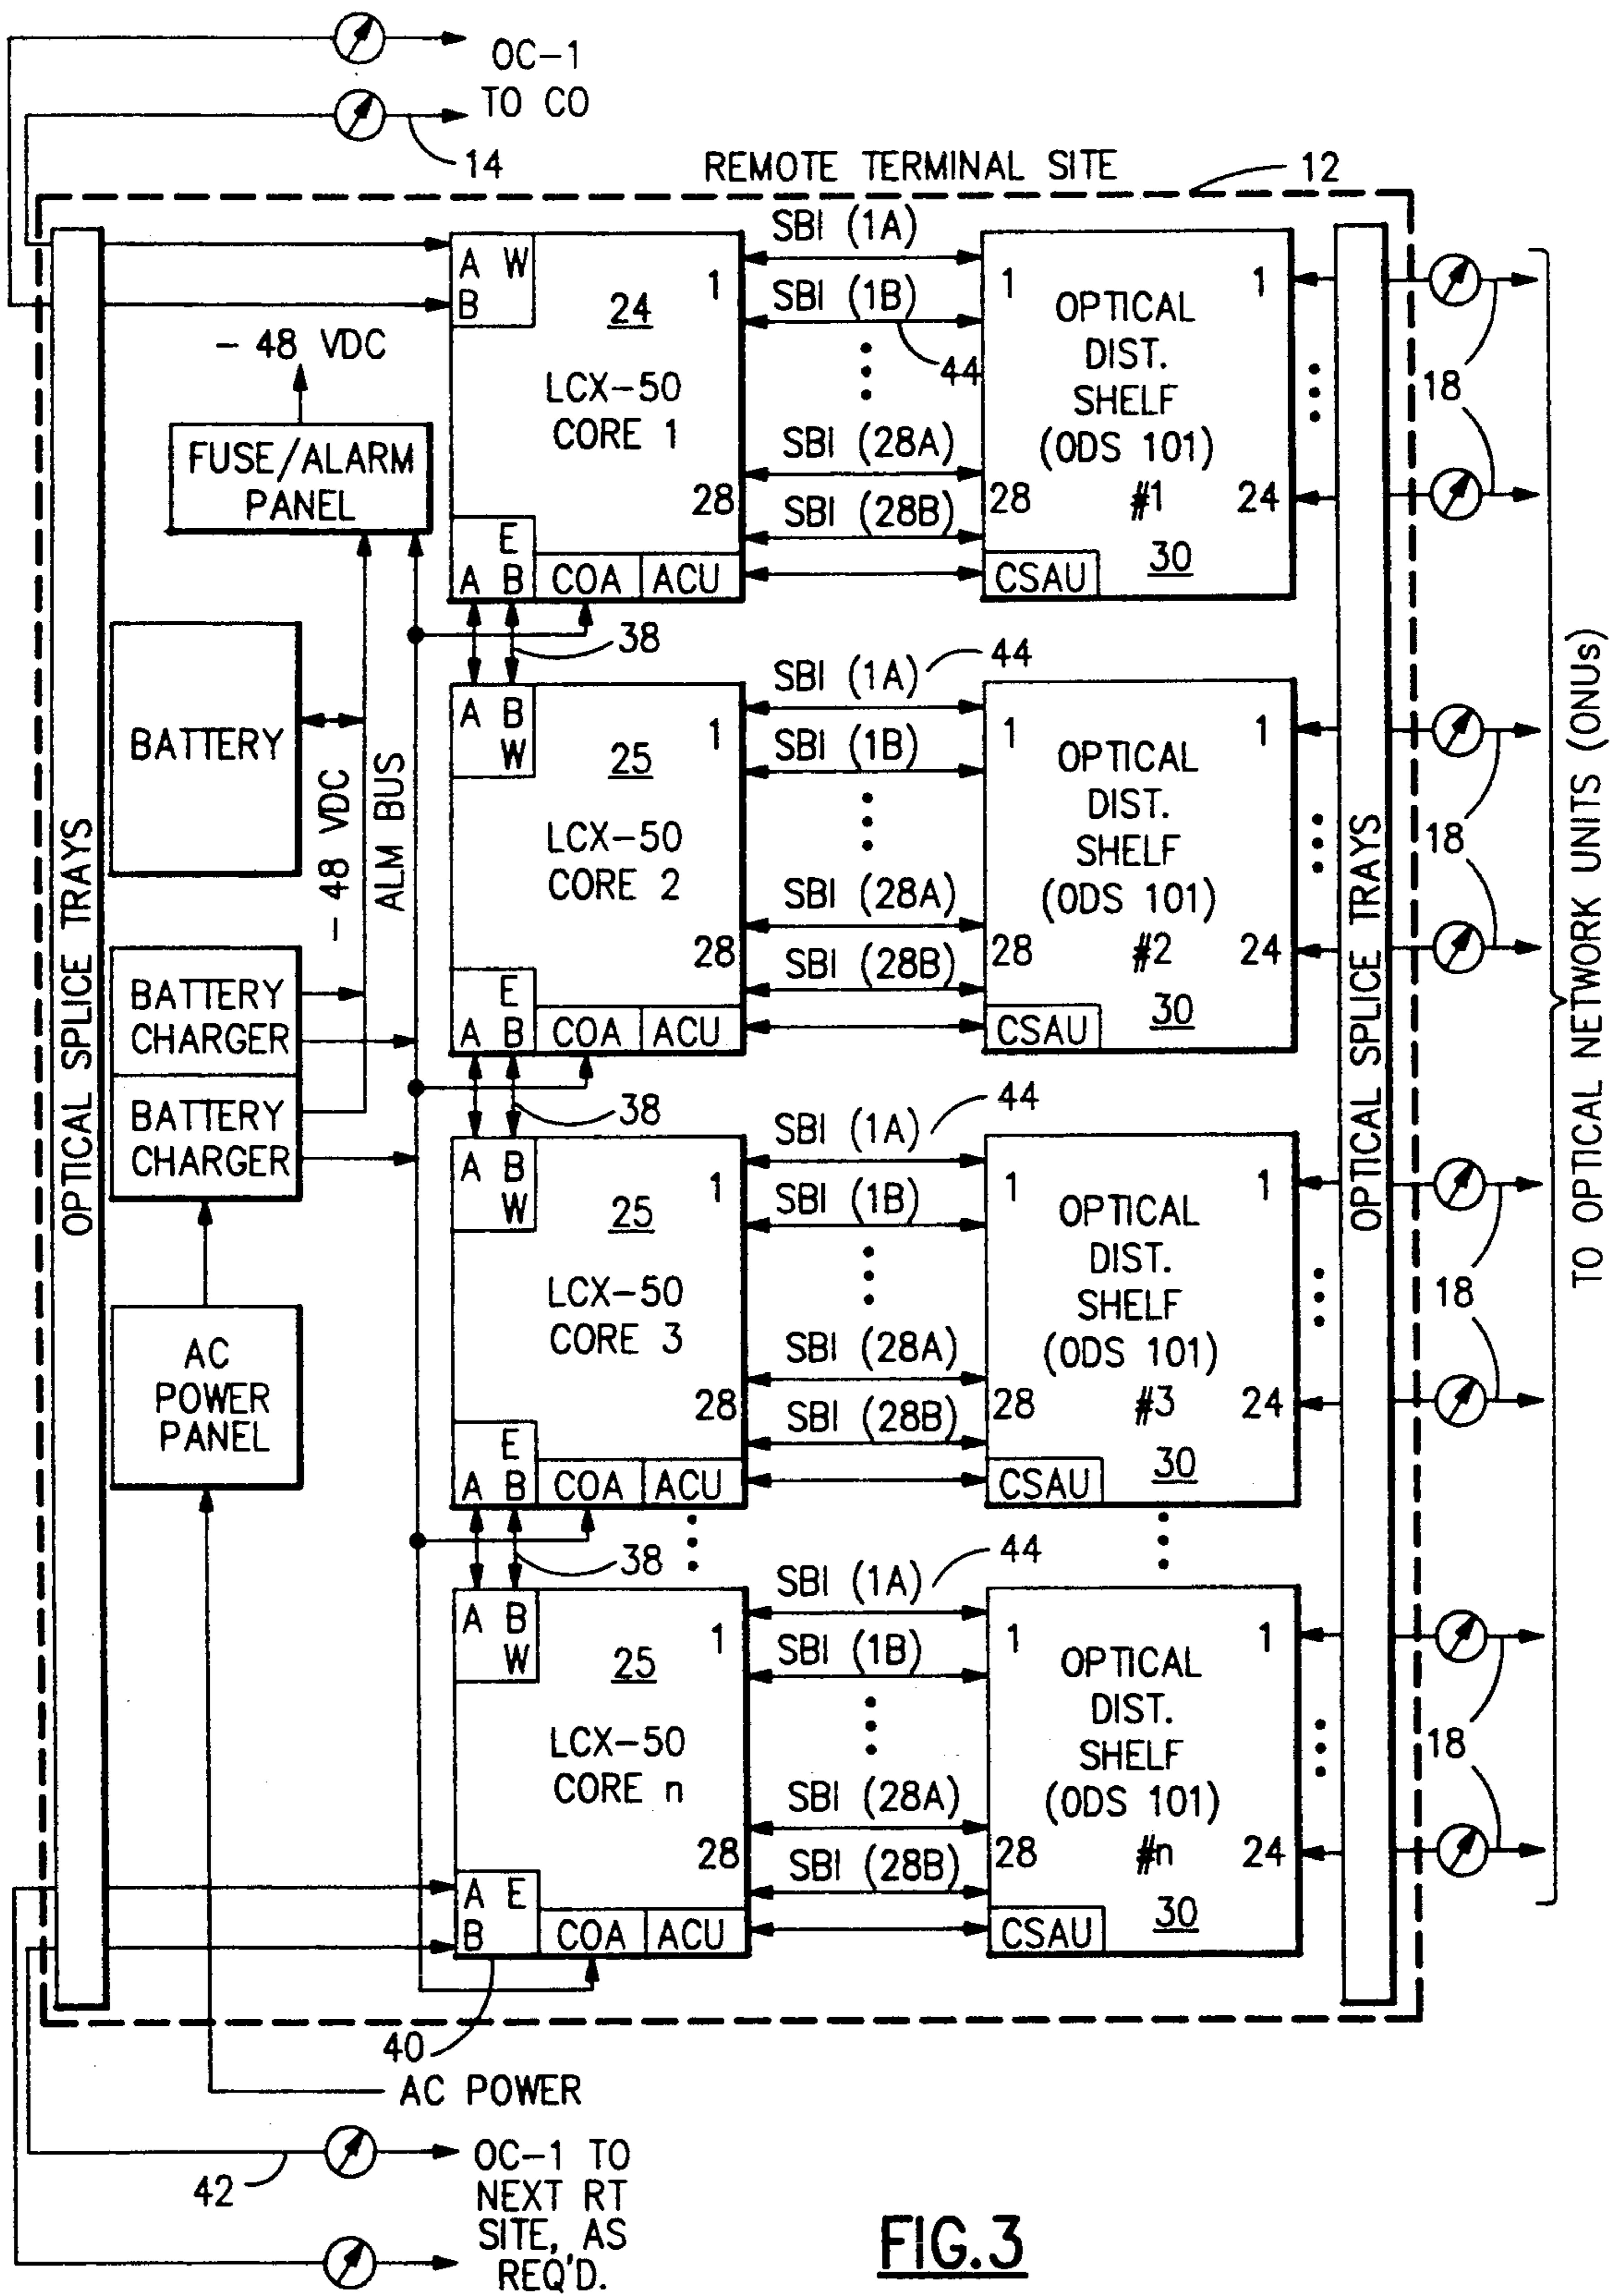 OC-1
TO CO
14
REMOTE TERMINAL SITE
12
OPTICAL SPLICE TRAYS
- 48 VDC
FUSE/ALARM
PANEL
BATTERY
- 48 VDC
ALM BUS
BATTERY
CHARGER
BATTERY
CHARGER
AC
POWER
PANEL
A W
B
24
1
LCX-50
CORE 1
28
E
A B
COA
ACU
SBI (1A)
SBI (1B)
44
SBI (28A)
SBI (28B)
1
1
OPTICAL
DIST.
SHELF
(ODS 101)
#1
28
24
CSAU
30
18
38
A B
W
25
1
LCX-50
CORE 2
28
E
A B
COA
ACU
SBI (1A)
44
SBI (1B)
SBI (28A)
SBI (28B)
1
1
OPTICAL
DIST.
SHELF
(ODS 101)
#2
28
24
CSAU
30
18
38
A B
W
25
1
LCX-50
CORE 3
28
E
A B
COA
ACU
SBI (1A)
44
SBI (1B)
SBI (28A)
SBI (28B)
1
1
OPTICAL
DIST.
SHELF
(ODS 101)
#3
28
24
CSAU
30
18
38
A B
W
25
1
LCX-50
CORE n
28
A E
B
COA
ACU
SBI (1A)
44
SBI (1B)
SBI (28A)
SBI (28B)
1
1
OPTICAL
DIST.
SHELF
(ODS 101)
#n
28
24
CSAU
30
18
OPTICAL SPLICE TRAYS
TO OPTICAL NETWORK UNITS (ONUs)
40
AC POWER
42
OC-1 TO
NEXT RT
SITE, AS
REQ'D.
FIG.3